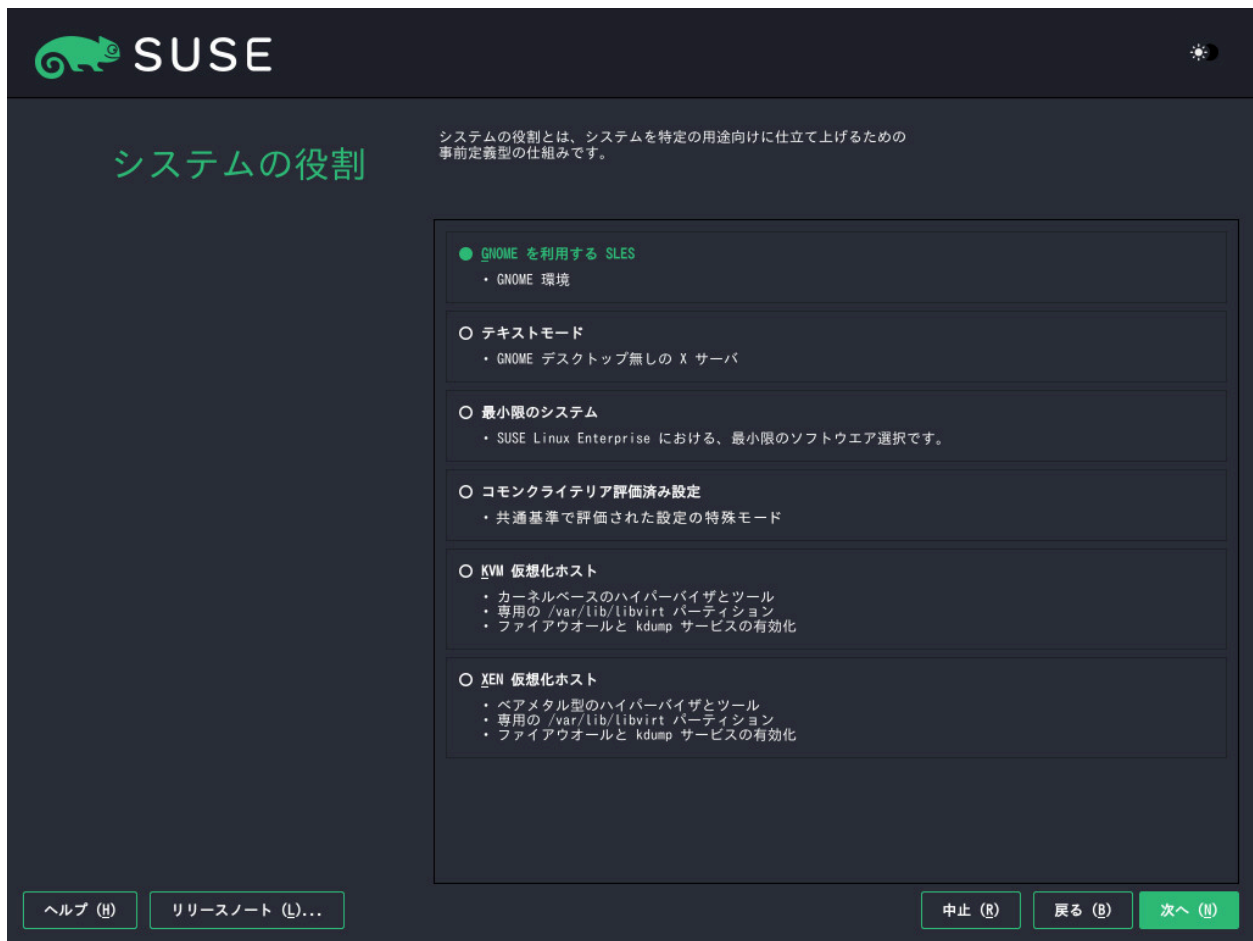 SUSE
システムの役割
システムの役割とは、システムを特定の用途向けに仕立て上げるための
事前定義型の仕組みです。
GNOME を利用する SLES
・ GNOME 環境
テキストモード
・ GNOME デスクトップ無しの X サーバ
最小限のシステム
・ SUSE Linux Enterprise における、最小限のソフトウエア選択です。
コモンクライテリア評価済み設定
・ 共通基準で評価された設定の特殊モード
KVM 仮想化ホスト
・ カーネルベースのハイパーバイザとツール
・ 専用の /var/lib/libvirt パーティション
・ ファイアウオールと kdump サービスの有効化
XEN 仮想化ホスト
・ ベアメタル型のハイパーバイザとツール
・ 専用の /var/lib/libvirt パーティション
・ ファイアウオールと kdump サービスの有効化
ヘルプ (H)
リリースノート (L)...
中止 (R)
戻る (B)
次へ (N)